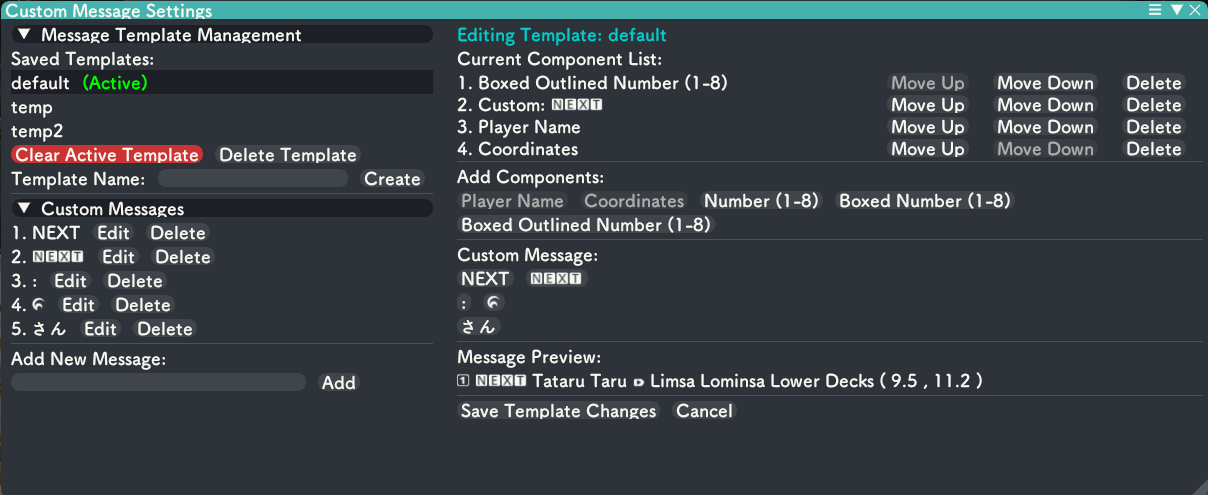 Custom Message Settings
Message Template Management
Saved Templates:
default (Active)
temp
temp2
Clear Active Template Delete Template
Template Name: Create
Custom Messages
1. NEXT Edit Delete
2. NEXT Edit Delete
3. : Edit Delete
4. Edit Delete
5. さん Edit Delete
Add New Message:
Add
Editing Template: default
Current Component List:
1. Boxed Outlined Number (1-8) Move Up Move Down Delete
2. Custom: NEXT Move Up Move Down Delete
3. Player Name Move Up Move Down Delete
4. Coordinates Move Up Move Down Delete
Add Components:
Player Name Coordinates Number (1-8) Boxed Number (1-8)
Boxed Outlined Number (1-8)
Custom Message:
NEXT NEXT
:
さん
Message Preview:
1 NEXT Tataru Taru Limsa Lominsa Lower Decks ( 9.5 , 11.2 )
Save Template Changes Cancel